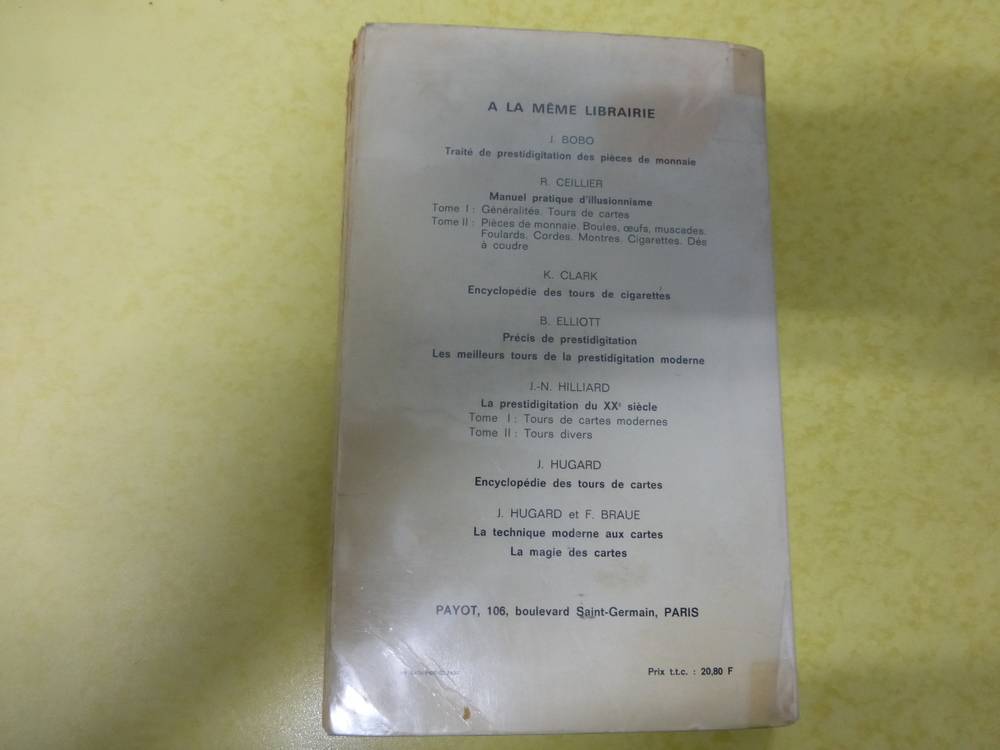 A LA MÊME LIBRAIRIE
J. BOBO
Traité de prestidigitation des pièces de monnaie
R. CEILLIER
Manuel pratique d'illusionnisme
Tome I : Généralités. Tours de cartes
Tome II : Pièces de monnaie. Boules, œufs, muscades.
Foulards. Cordes. Montres. Cigarettes. Dés
à coudre
K. CLARK
Encyclopédie des tours de cigarettes
B. ELLIOTT
Précis de prestidigitation
Les meilleurs tours de la prestidigitation moderne
J.-N. HILLIARD
La prestidigitation du XXe siècle
Tome I : Tours de cartes modernes
Tome II : Tours divers
J. HUGARD
Encyclopédie des tours de cartes
J. HUGARD et F. BRAUE
La technique moderne aux cartes
La magie des cartes
PAYOT, 106, boulevard Saint-Germain, PARIS
Prix t.t.c. : 20,80 F